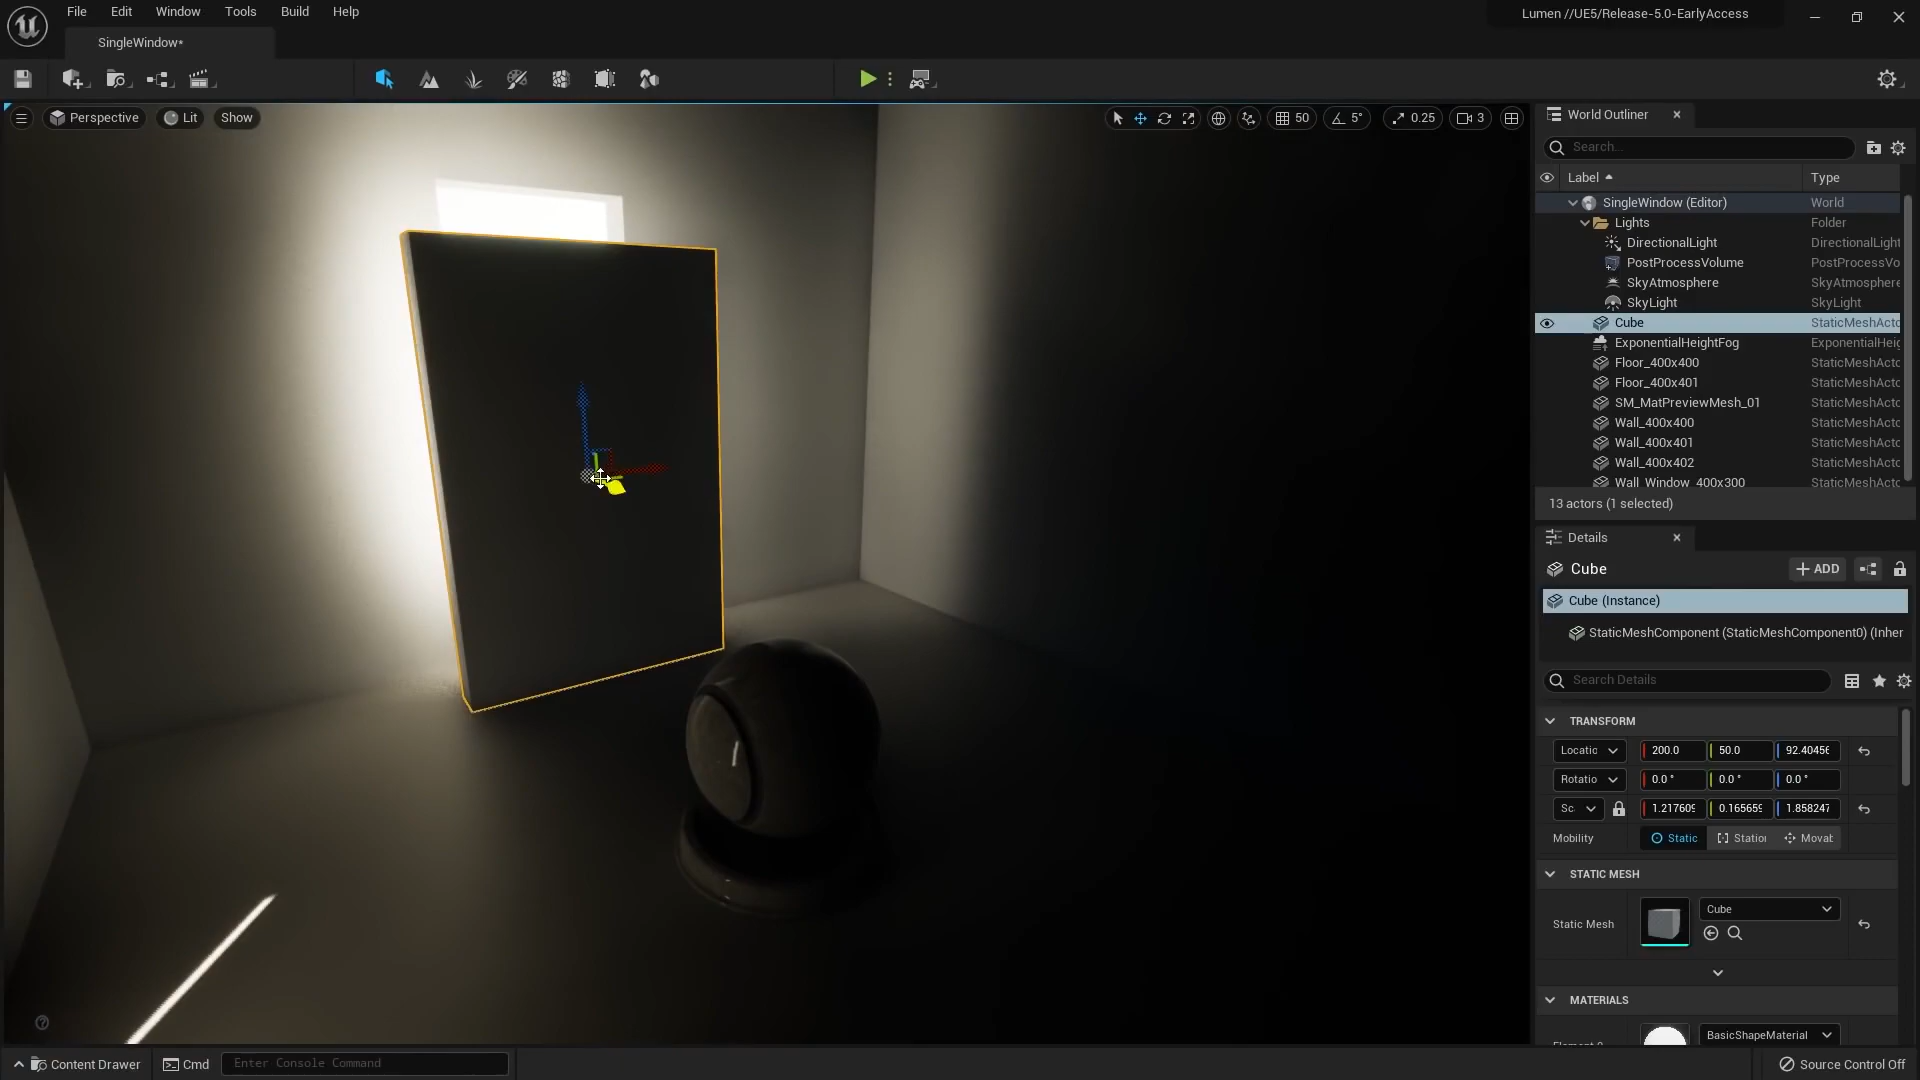 File Edit Window Tools Build Help
Lumen //UE5/Release-5.0-EarlyAccess
SingleWindow*
Perspective Lit Show
50 5° 0.25 3
World Outliner
Search...
Label Type
SingleWindow (Editor) World
Lights Folder
DirectionalLight DirectionalLight
PostProcessVolume PostProcessVo
SkyAtmosphere SkyAtmosphere
SkyLight SkyLight
Cube StaticMeshActo
ExponentialHeightFog ExponentialHeig
Floor_400x400 StaticMeshActo
Floor_400x401 StaticMeshActo
SM_MatPreviewMesh_01 StaticMeshActo
Wall_400x400 StaticMeshActo
Wall_400x401 StaticMeshActo
Wall_400x402 StaticMeshActo
Wall_Window_400x300 StaticMeshActo
13 actors (1 selected)
Details
Cube + ADD
Cube (Instance)
StaticMeshComponent (StaticMeshComponent0) (Inher
Search Details
TRANSFORM
Locatio 200.0 50.0 92.40456
Rotatio 0.0 ° 0.0 ° 0.0 °
Sc 1.217609 0.165659 1.858247
Mobility Static Station Movab
STATIC MESH
Static Mesh Cube
MATERIALS
BasicShapeMaterial
Content Drawer Cmd Enter Console Command
Source Control Off